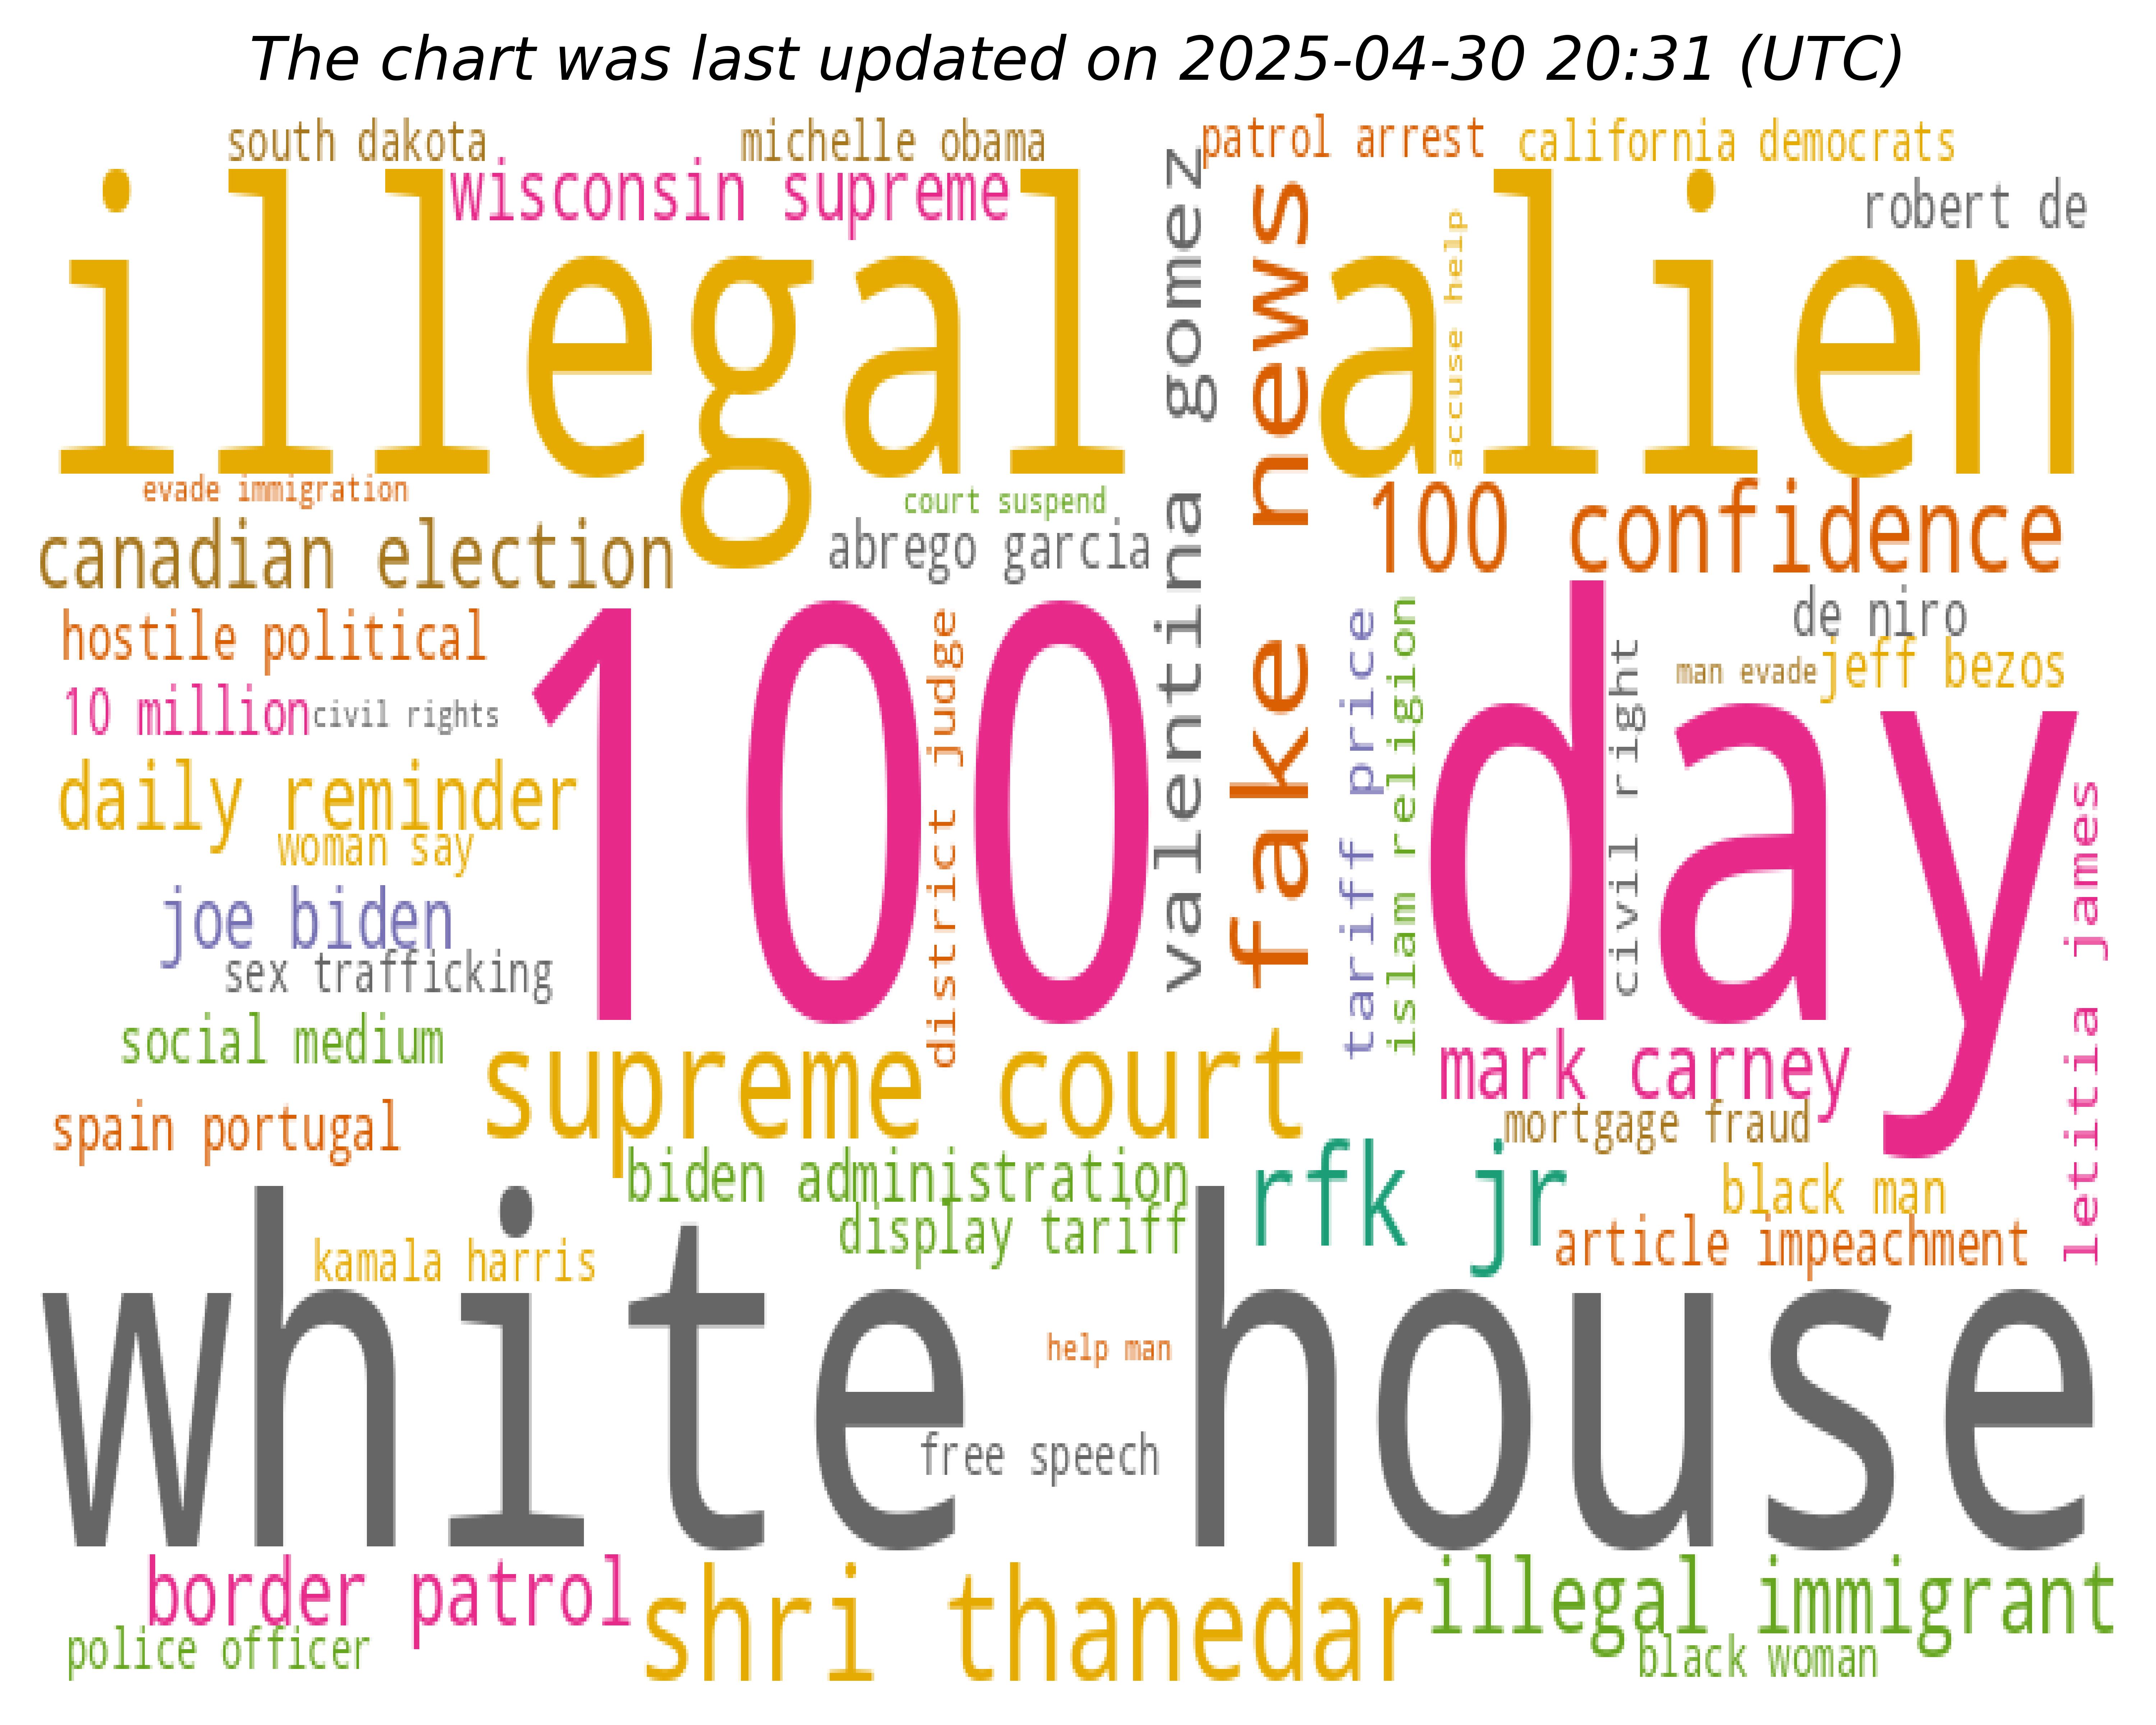 The chart was last updated on 2025-04-30 20:31 (UTC)
south dakota
michelle obama
patrol arrest
california democrats
wisconsin supreme
robert de
illegal alien
accuse help
valentina gomez
fake news
evade immigration
court suspend
100 confidence
canadian election
abrego garcia
hostile political
de niro
man evade
jeff bezos
10 million
civil rights
100 day
district judge
tariff price
islam religion
civil right
daily reminder
woman say
joe biden
sex trafficking
letitia james
social medium
supreme court
mark carney
spain portugal
mortgage fraud
biden administration
rfk jr
black man
display tariff
article impeachment
kamala harris
white house
help man
free speech
border patrol
shri thanedar
illegal immigrant
police officer
black woman